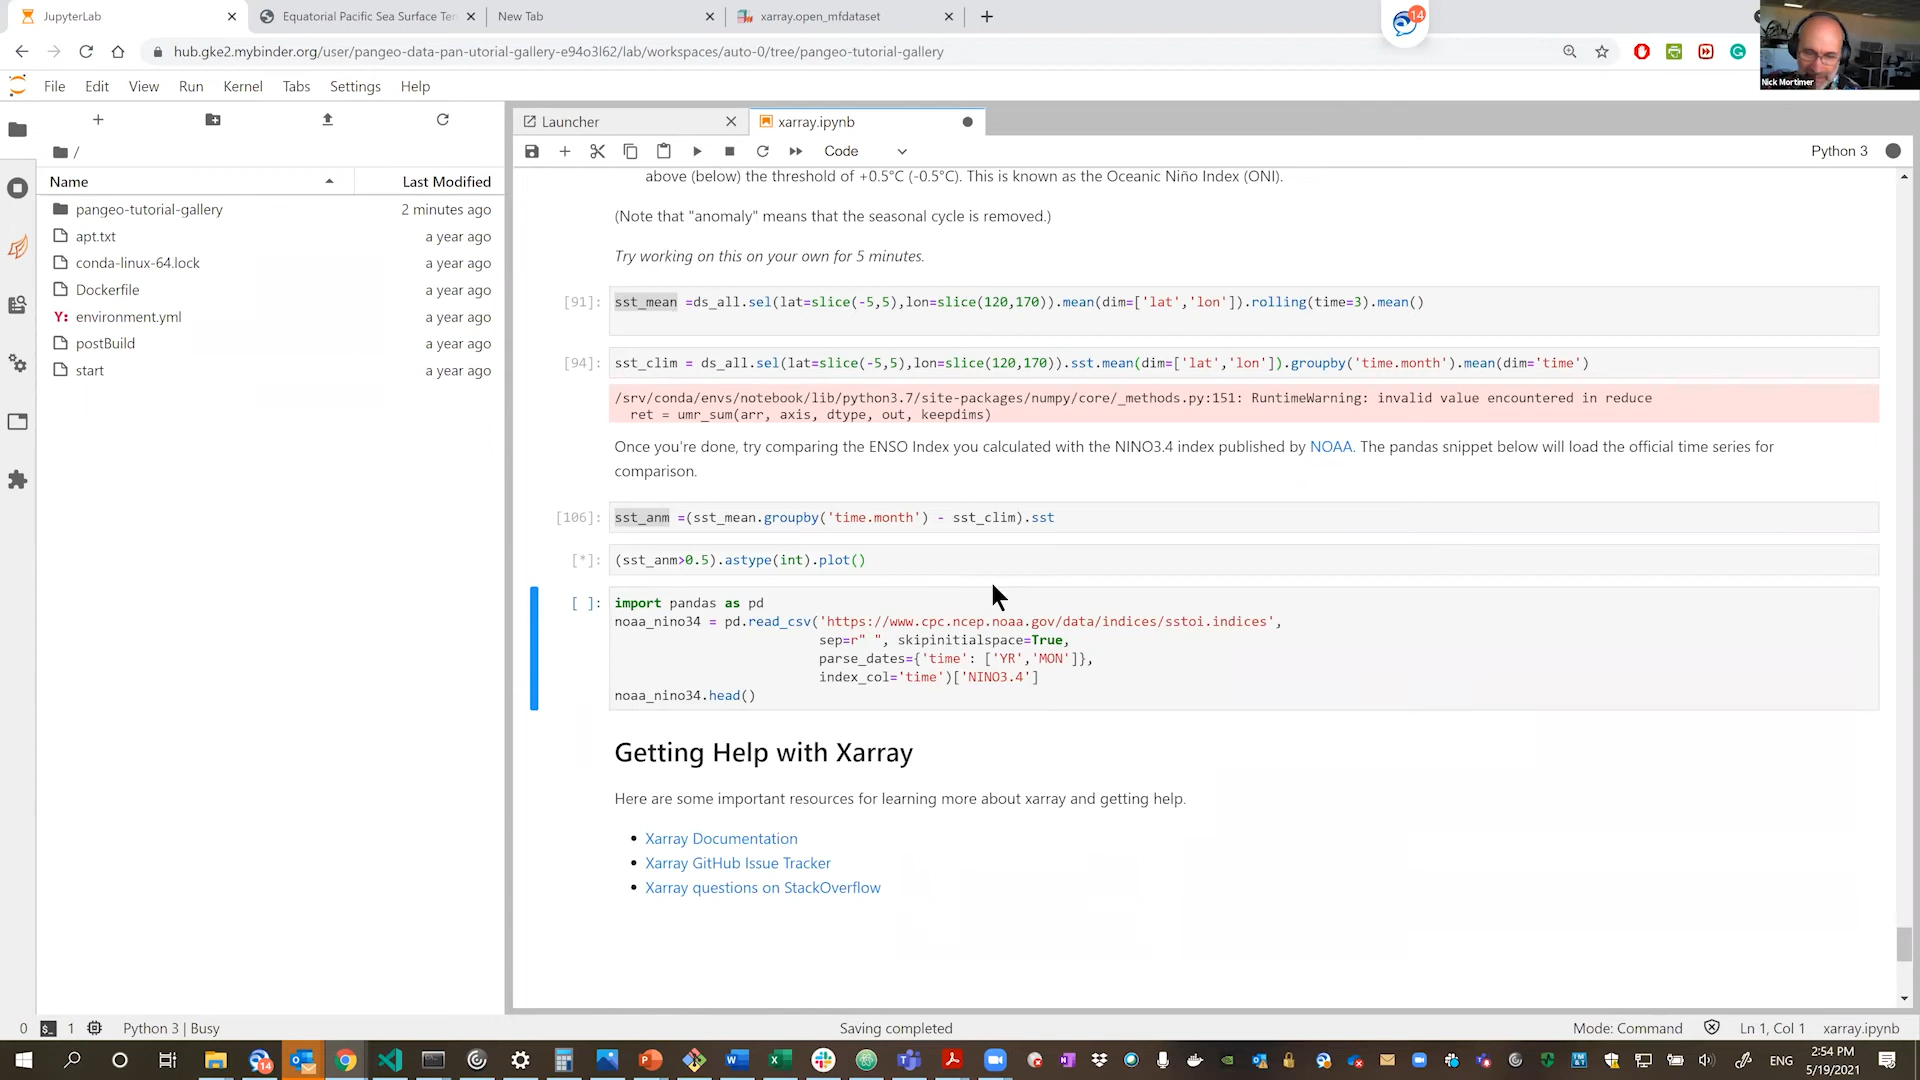 JupyterLab
Equatorial Pacific Sea Surface Ten
New Tab
xarray.open_mfdataset
14
hub.gke2.mybinder.org/user/pangeo-data-pan-utorial-gallery-e94o3l62/lab/workspaces/auto-0/tree/pangeo-tutorial-gallery
Nick Mortimer
File Edit View Run Kernel Tabs Settings Help
Launcher
xarray.ipynb
Code
Python 3
/
Name Last Modified
pangeo-tutorial-gallery 2 minutes ago
apt.txt a year ago
conda-linux-64.lock a year ago
Dockerfile a year ago
Y: environment.yml a year ago
postBuild a year ago
start a year ago
above (below) the threshold of +0.5°C (-0.5°C). This is known as the Oceanic Niño Index (ONI).
(Note that "anomaly" means that the seasonal cycle is removed.)
Try working on this on your own for 5 minutes.
[91]: sst_mean =ds_all.sel(lat=slice(-5,5),lon=slice(120,170)).mean(dim=['lat','lon']).rolling(time=3).mean()
[94]: sst_clim = ds_all.sel(lat=slice(-5,5),lon=slice(120,170)).sst.mean(dim=['lat','lon']).groupby('time.month').mean(dim='time')
/srv/conda/envs/notebook/lib/python3.7/site-packages/numpy/core/_methods.py:151: RuntimeWarning: invalid value encountered in reduce
ret = umr_sum(arr, axis, dtype, out, keepdims)
Once you're done, try comparing the ENSO Index you calculated with the NINO3.4 index published by NOAA. The pandas snippet below will load the official time series for
comparison.
[106]: sst_anm =(sst_mean.groupby('time.month') - sst_clim).sst
[*]: (sst_anm>0.5).astype(int).plot()
[ ]: import pandas as pd
noaa_nino34 = pd.read_csv('https://www.cpc.ncep.noaa.gov/data/indices/sstoi.indices',
sep=r" ", skipinitialspace=True,
parse_dates={'time': ['YR','MON']},
index_col='time')['NINO3.4']
noaa_nino34.head()
Getting Help with Xarray
Here are some important resources for learning more about xarray and getting help.
• Xarray Documentation
• Xarray GitHub Issue Tracker
• Xarray questions on StackOverflow
0 1 Python 3 | Busy
Saving completed
Mode: Command Ln 1, Col 1 xarray.ipynb
14
ENG
2:54 PM
5/19/2021